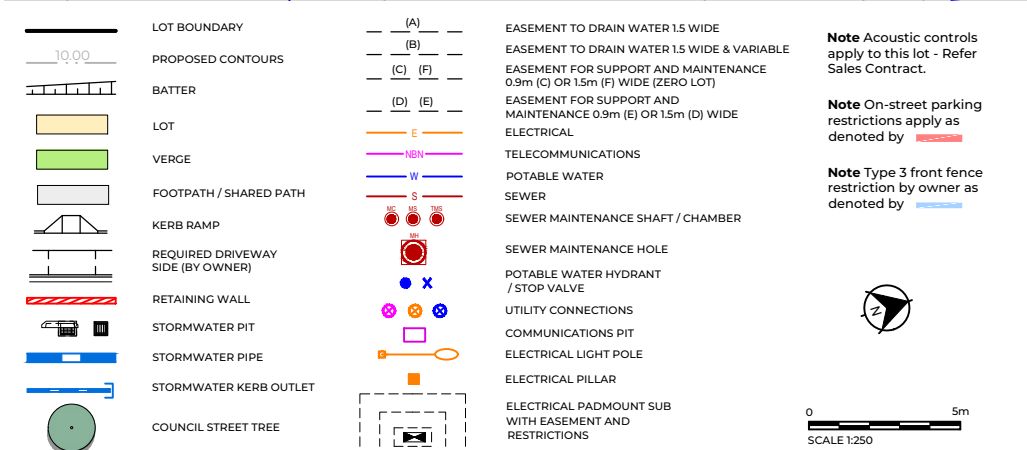 LOT BOUNDARY
10.00
PROPOSED CONTOURS
BATTER
LOT
VERGE
FOOTPATH / SHARED PATH
KERB RAMP
REQUIRED DRIVEWAY
SIDE (BY OWNER)
RETAINING WALL
STORMWATER PIT
STORMWATER PIPE
STORMWATER KERB OUTLET
COUNCIL STREET TREE
(A)
EASEMENT TO DRAIN WATER 1.5 WIDE
(B)
EASEMENT TO DRAIN WATER 1.5 WIDE & VARIABLE
(C) (F)
EASEMENT FOR SUPPORT AND MAINTENANCE
0.9m (C) OR 1.5m (F) WIDE (ZERO LOT)
(D) (E)
EASEMENT FOR SUPPORT AND
MAINTENANCE 0.9m (E) OR 1.5m (D) WIDE
E
ELECTRICAL
NBN
TELECOMMUNICATIONS
W
POTABLE WATER
S
SEWER
MC MS TMS
SEWER MAINTENANCE SHAFT / CHAMBER
MH
SEWER MAINTENANCE HOLE
POTABLE WATER HYDRANT
/ STOP VALVE
UTILITY CONNECTIONS
COMMUNICATIONS PIT
ELECTRICAL LIGHT POLE
ELECTRICAL PILLAR
ELECTRICAL PADMOUNT SUB
WITH EASEMENT AND
RESTRICTIONS
Note Acoustic controls
apply to this lot - Refer
Sales Contract.
Note On-street parking
restrictions apply as
denoted by
Note Type 3 front fence
restriction by owner as
denoted by
N
0 5m
SCALE 1:250